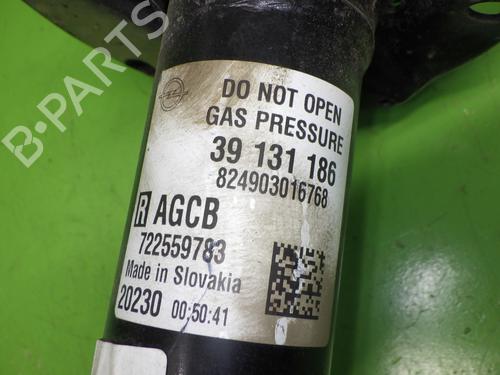 B-PARTS
DO NOT OPEN
GAS PRESSURE
39 131 186
824903016768
R AGCB
722559783
Made in Slovakia
20230 00:50:41